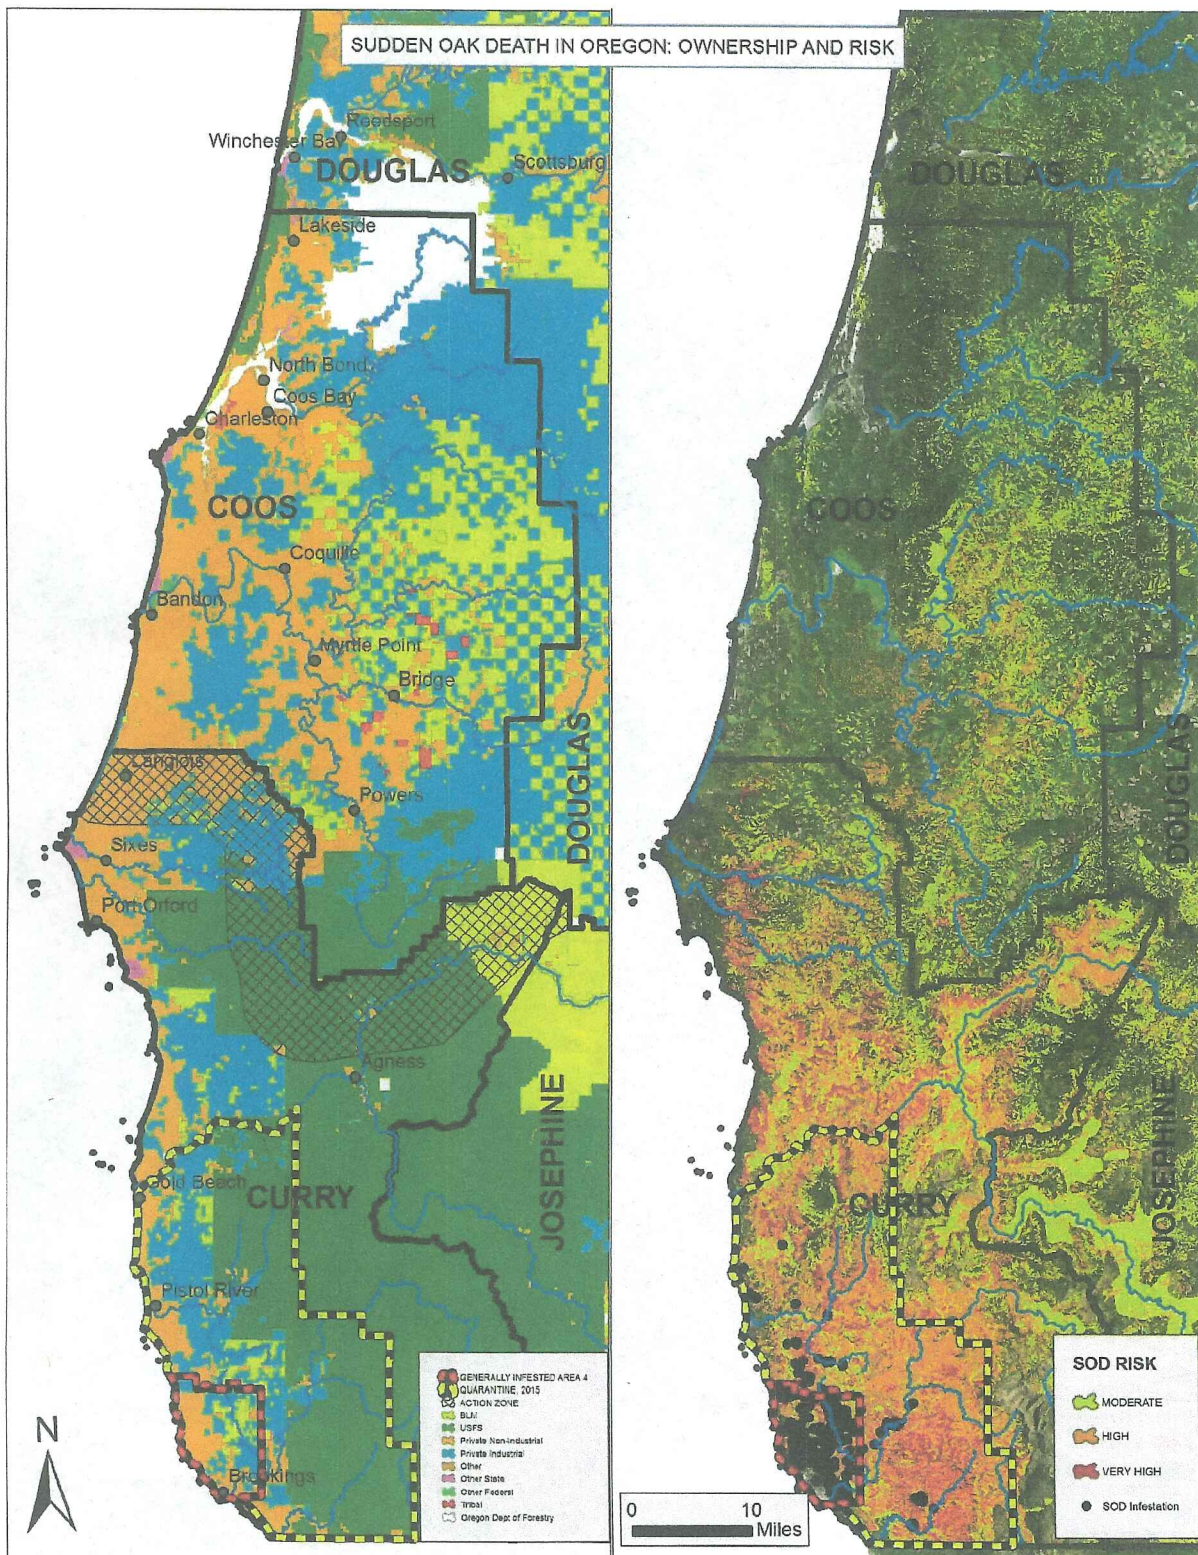 SUDDEN OAK DEATH IN OREGON: OWNERSHIP AND RISK
Reedsport
Winchester Bay
DOUGLAS
Scottsburg
Lakeside
North Bond
Coos Bay
Charleston
COOS
Coquille
Bandon
Myrtle Point
Bridge
DOUGLAS
Langlois
Powers
Sixes
Port Orford
Agness
JOSEPHINE
Gold Beach
CURRY
Pistol River
Brookings
N
GENERALLY INFESTED AREA 4
QUARANTINE, 2015
ACTION ZONE
BLM
USFS
Private Non-Industrial
Private Industrial
Other
Other State
Other Federal
Tribal
Oregon Dept of Forestry
DOUGLAS
COOS
DOUGLAS
JOSEPHINE
CURRY
SOD RISK
MODERATE
HIGH
VERY HIGH
SOD Infestation
0 10
Miles